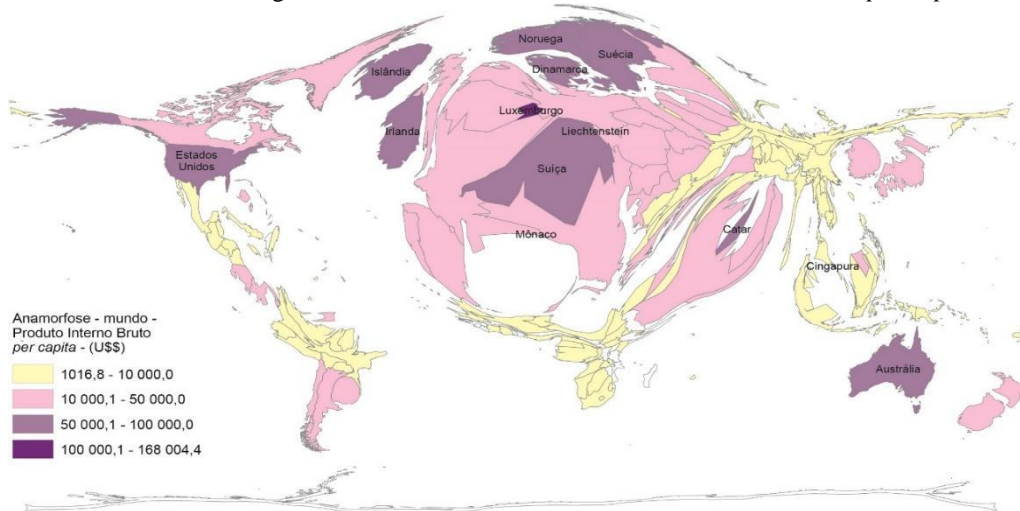 Noruega
Suécia
Islândia
Dinamarca
Luxemburgo
Irlanda
Liechtenstein
Estados
Unidos
Suíça
Catar
Mônaco
Cingapura
Austrália
Anamorfose - mundo -
Produto Interno Bruto
per capita - (U$$)
1016,8 - 10 000,0
10 000,1 - 50 000,0
50 000,1 - 100 000,0
100 000,1 - 168 004,4